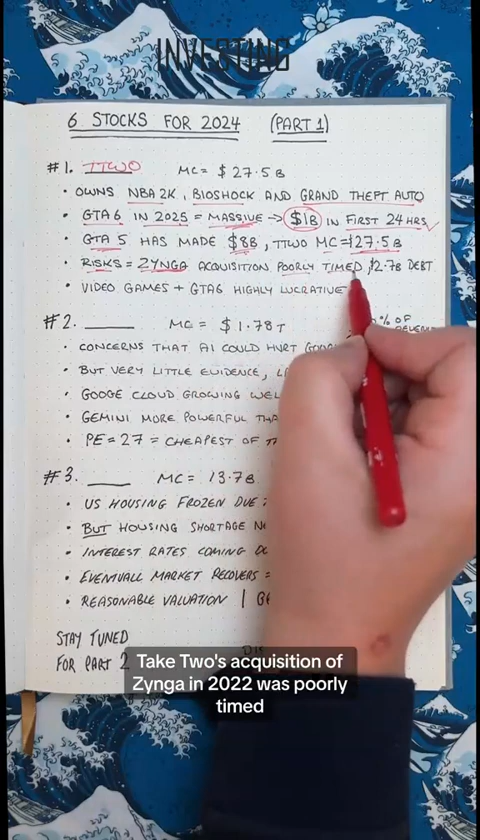 INVESTING
6 STOCKS FOR 2024 (PART 1)
#1. TTWO MC= $27.5B
• OWNS NBA 2K, BIOSHOCK AND GRAND THEFT AUTO
• GTA 6 IN 2025 = MASSIVE -> $1B IN FIRST 24 HRS
• GTA 5 HAS MADE $8B, TTWO MC=$27.5B
• RISKS = ZYNGA ACQUISITION POORLY TIMED, $2.7B DEBT
• VIDEO GAMES + GTA6 HIGHLY LUCRATIVE
#2. ____ MC= $1.78T
% OF
• CONCERNS THAT AI COULD HURT
• BUT VERY LITTLE EVIDENCE,
• GOOGE CLOUD GROWING
• GEMINI MORE POWERFUL
• PE=27 = CHEAPEST OF
#3. ____ MC= 13.7B
• US HOUSING FROZEN DUE
• BUT HOUSING SHORTAGE
• INTEREST RATES COMING
• EVENTUALL MARKET RECOVERS =
• REASONABLE VALUATION |
STAY TUNED
FOR PART 2
Take Two's acquisition of
Zynga in 2022 was poorly
timed